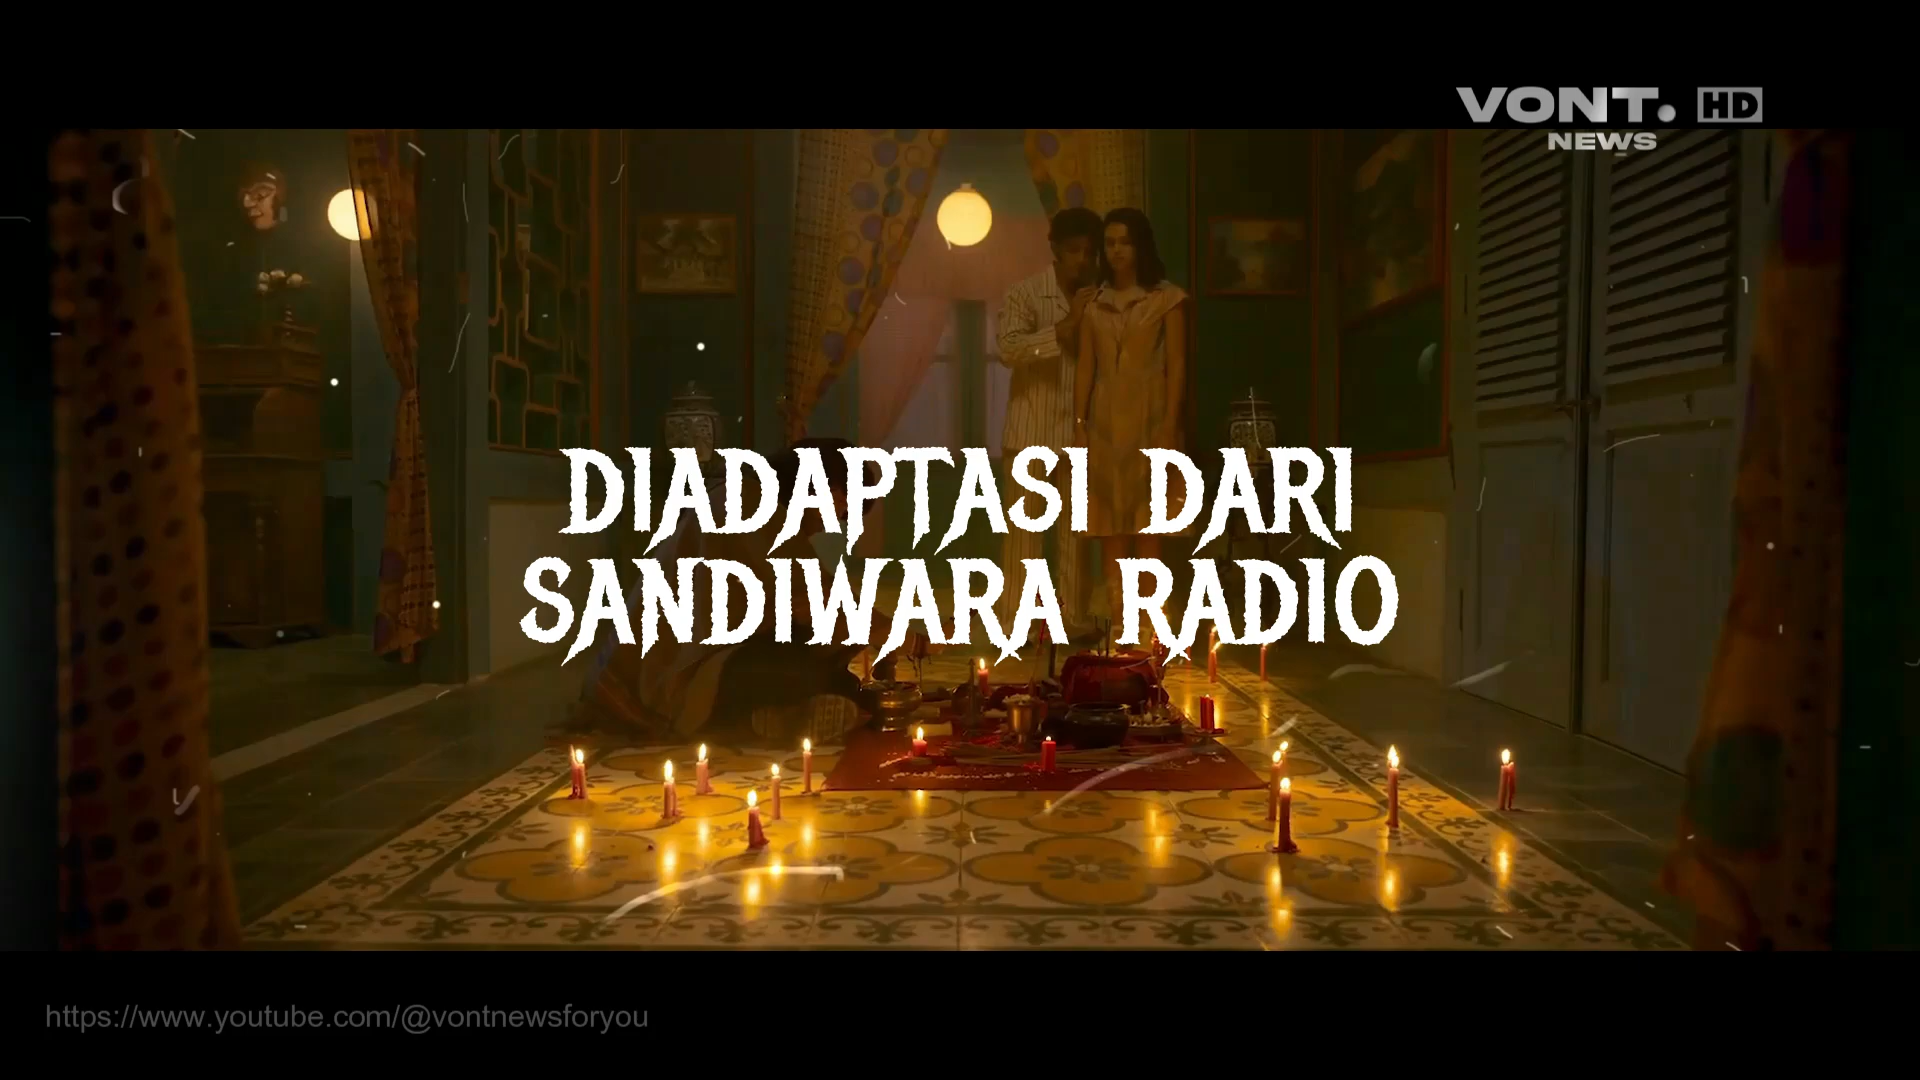 VONT. HD
NEWS
DIADAPTASI DARI
SANDIWARA RADIO
https://www.youtube.com/@vontnewsforyou